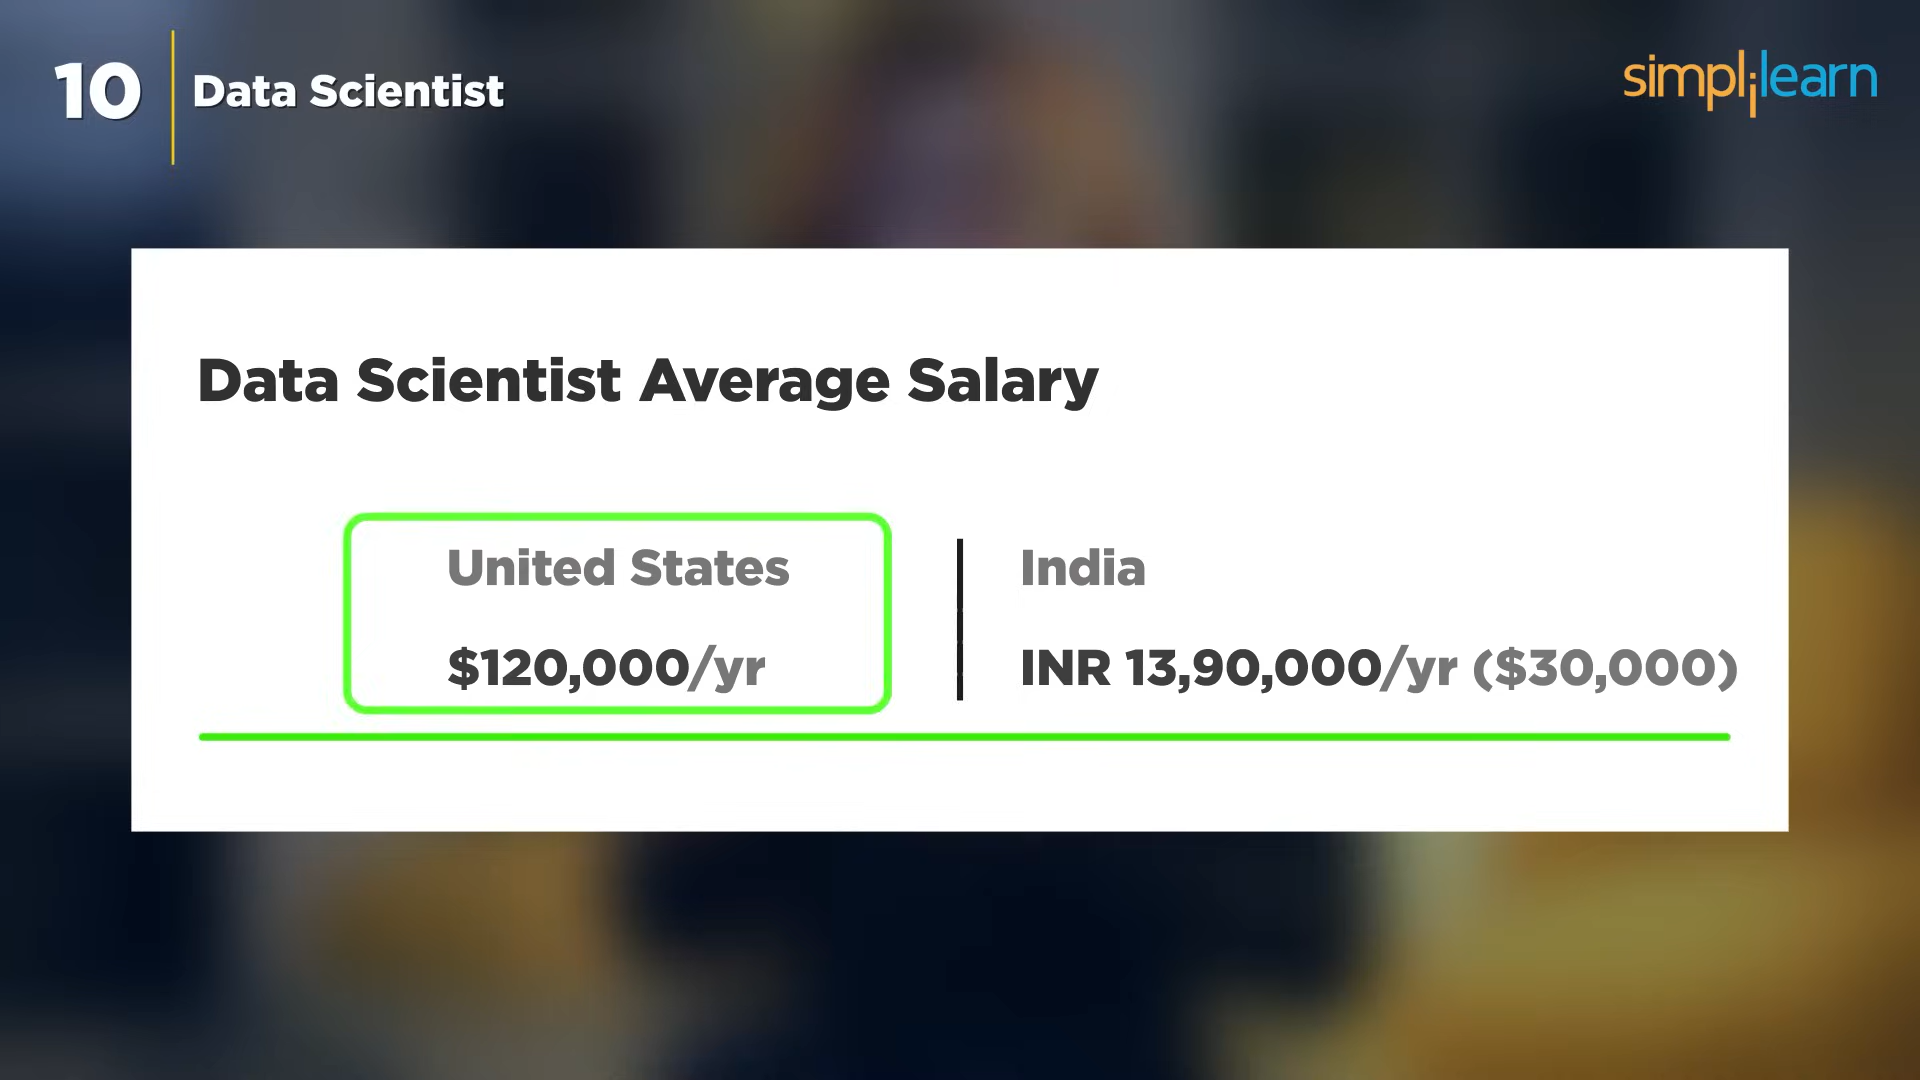 10
Data Scientist
simplilearn
Data Scientist Average Salary
United States
India
$120,000/yr
INR 13,90,000/yr ($30,000)